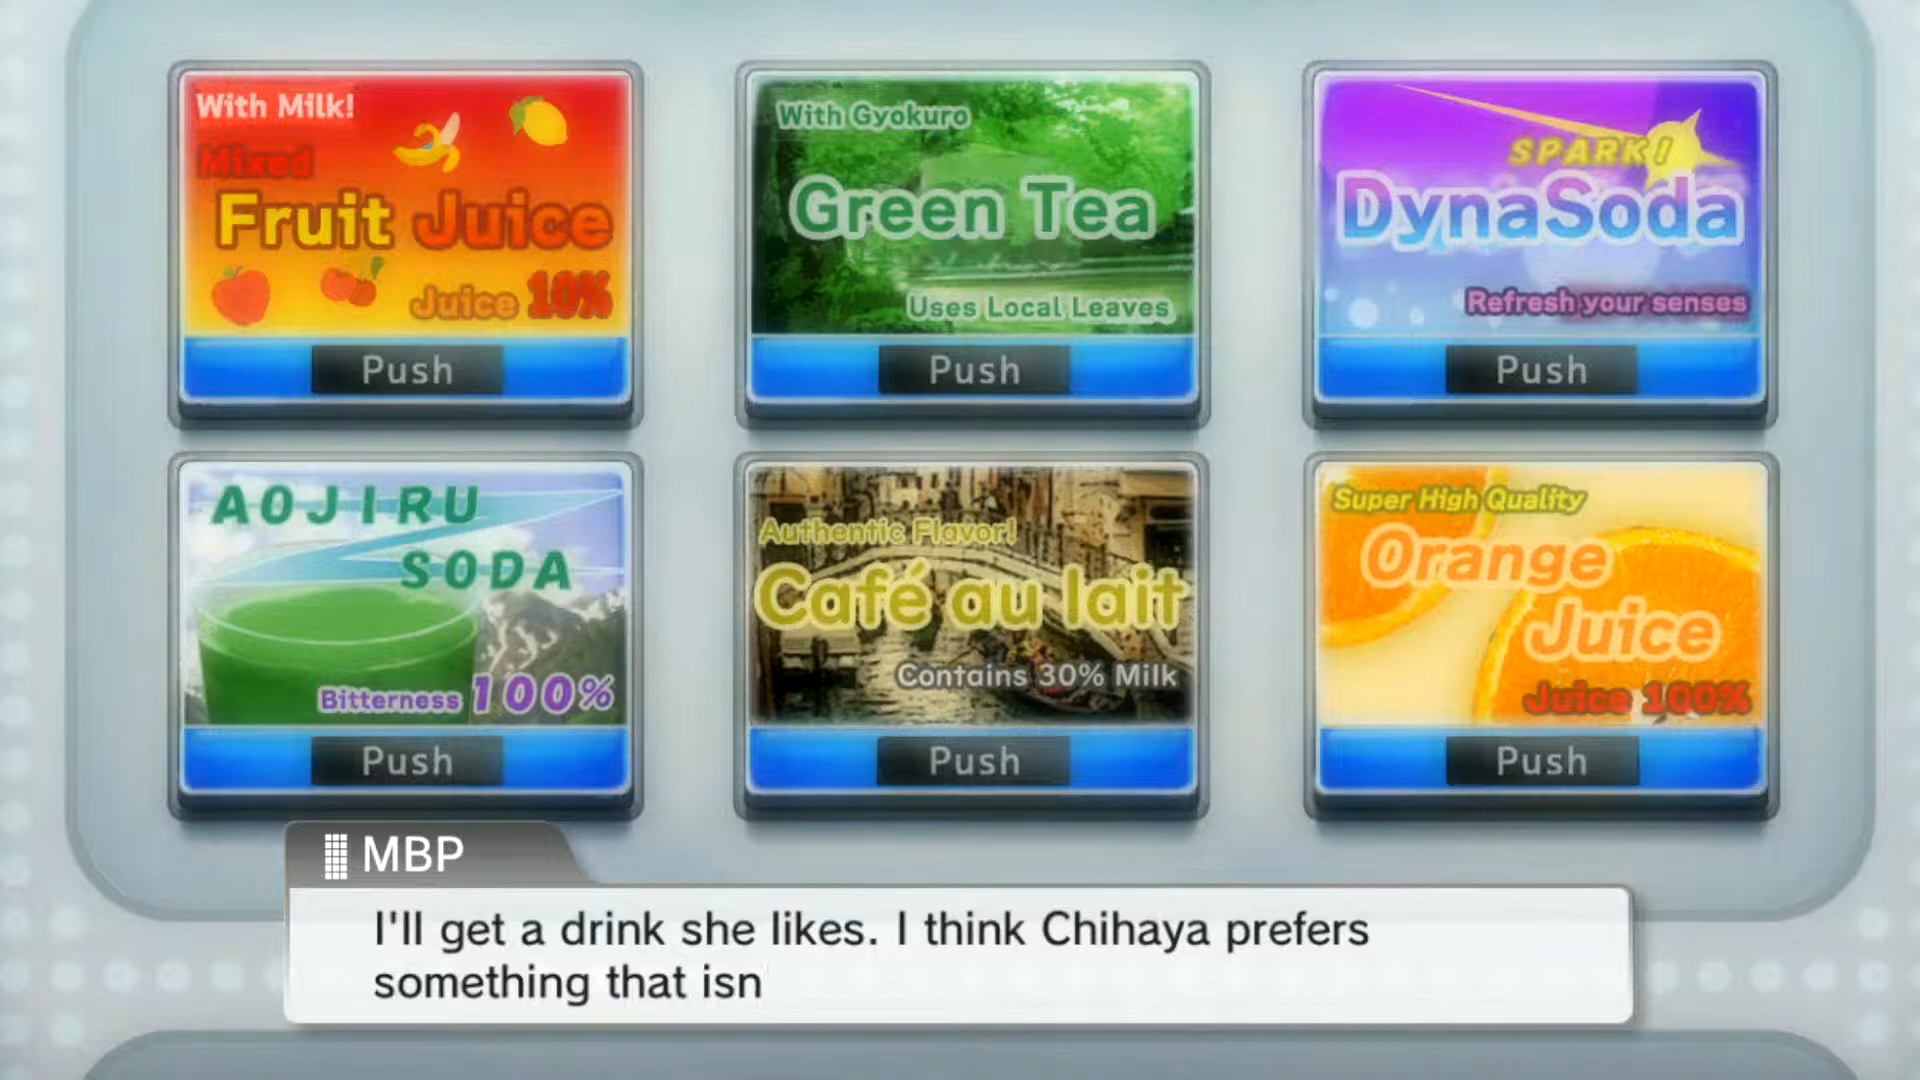 With Milk!
Mixed
Fruit Juice
Juice 10%
Push
With Gyokuro
Green Tea
Uses Local Leaves
Push
SPARK!
DynaSoda
Refresh your senses
Push
AOJIRU
SODA
Bitterness 100%
Push
Authentic Flavor!
Café au lait
Contains 30% Milk
Push
Super High Quality
Orange
Juice
Juice 100%
Push
MBP
I'll get a drink she likes. I think Chihaya prefers
something that isn